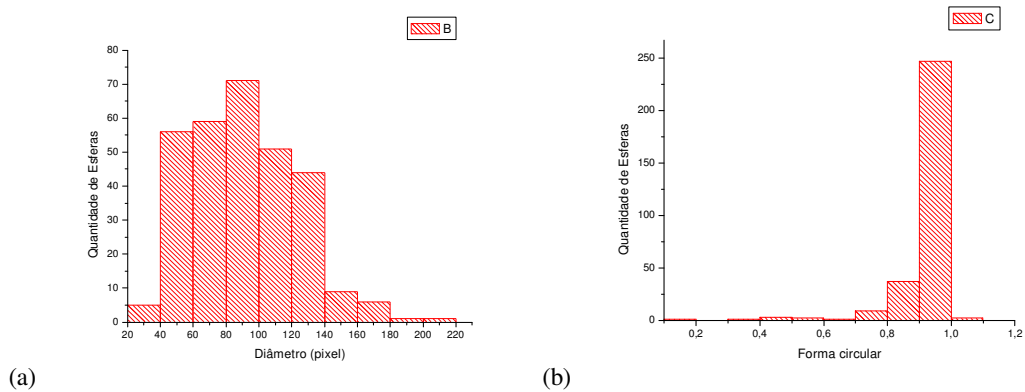 B
80
70
60
50
40
30
20
10
0
Quantidade de Esferas
20 40 60 80 100 120 140 160 180 200 220
Diâmetro (pixel)
(a)
C
250
200
150
100
50
0
Quantidade de Esferas
0,2 0,4 0,6 0,8 1,0 1,2
Forma circular
(b)